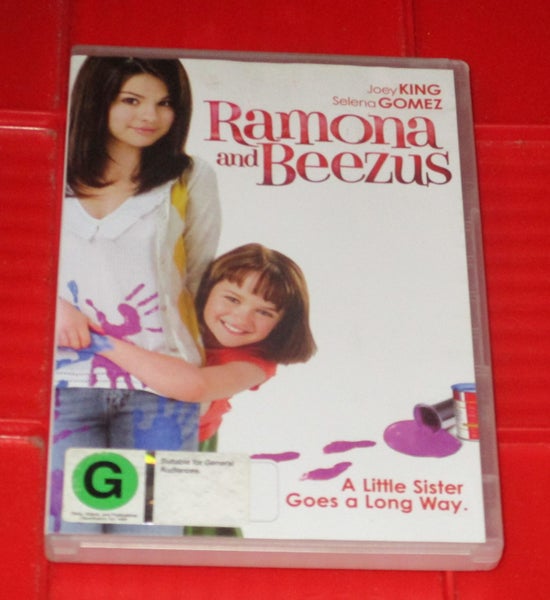 Joey KING
Selena GOMEZ
Ramona
and BEEZUS
A Little Sister
Goes a Long Way.
G
Suitable for General
Audiences.